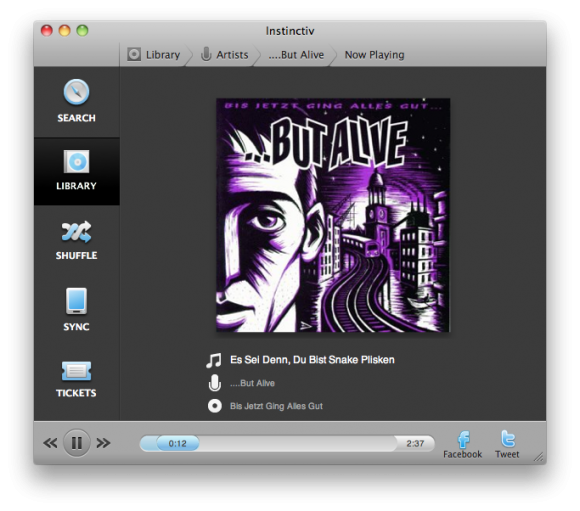 Instinctiv
Library Artists ....But Alive Now Playing
SEARCH
LIBRARY
SHUFFLE
SYNC
TICKETS
BIS JETZT GING ALLES GUT...
...BUT ALIVE
Es Sei Denn, Du Bist Snake Plisken
....But Alive
Bis Jetzt Ging Alles Gut
0:12 2:37
Facebook Tweet